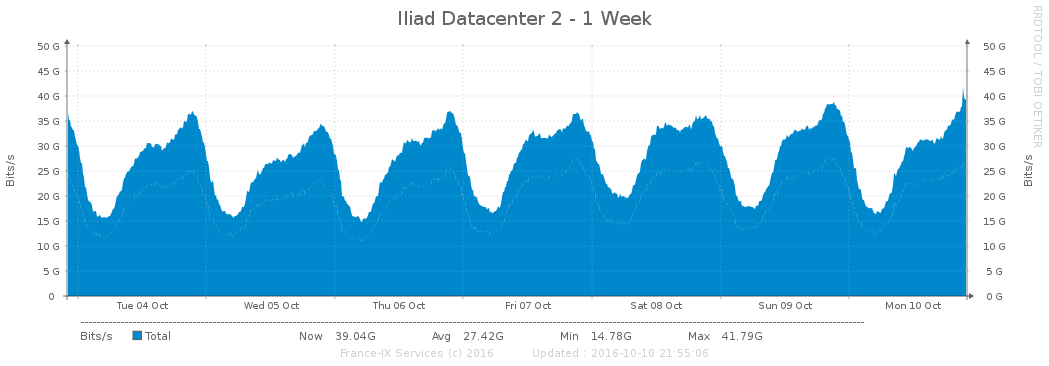 Iliad Datacenter 2 - 1 Week
RRDTOOL / TOBI OETIKER
Bits/s
50 G
45 G
40 G
35 G
30 G
25 G
20 G
15 G
10 G
5 G
0
50 G
45 G
40 G
35 G
30 G
25 G
20 G
15 G
10 G
5 G
0 G
Bits/s
Tue 04 Oct Wed 05 Oct Thu 06 Oct Fri 07 Oct Sat 08 Oct Sun 09 Oct Mon 10 Oct
Bits/s Total Now 39.04G Avg 27.42G Min 14.78G Max 41.79G
France-IX Services (c) 2016 Updated : 2016-10-10 21:55:06